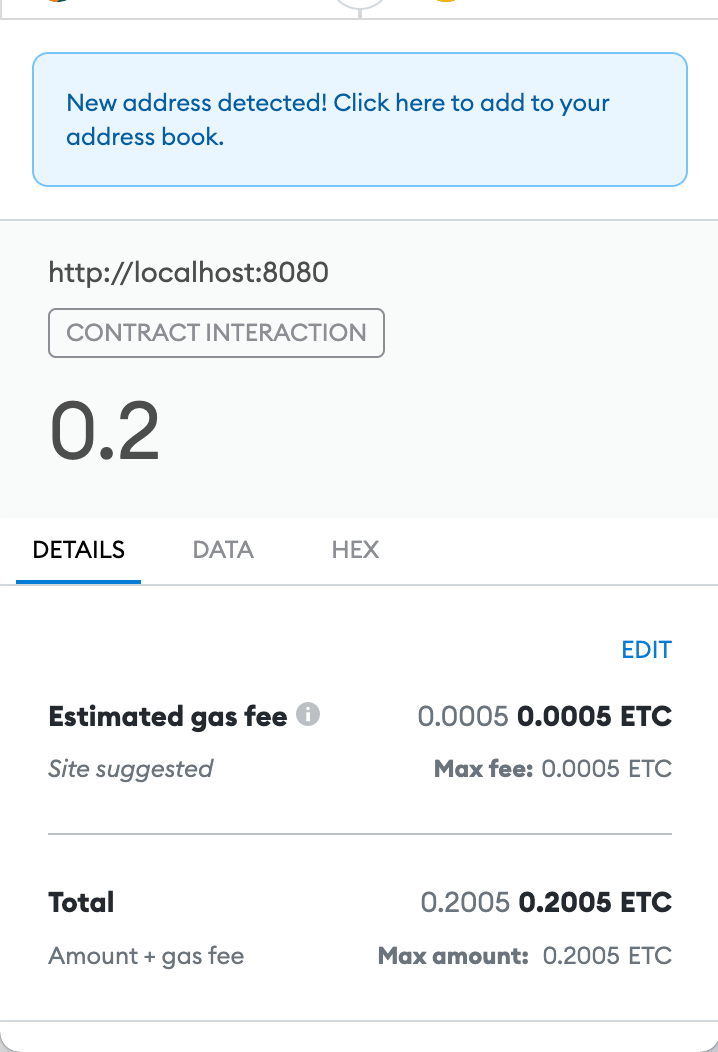 New address detected! Click here to add to your
address book.
http://localhost:8080
CONTRACT INTERACTION
0.2
DETAILS DATA HEX
EDIT
Estimated gas fee 0.0005 0.0005 ETC
Site suggested Max fee: 0.0005 ETC
Total 0.2005 0.2005 ETC
Amount + gas fee Max amount: 0.2005 ETC